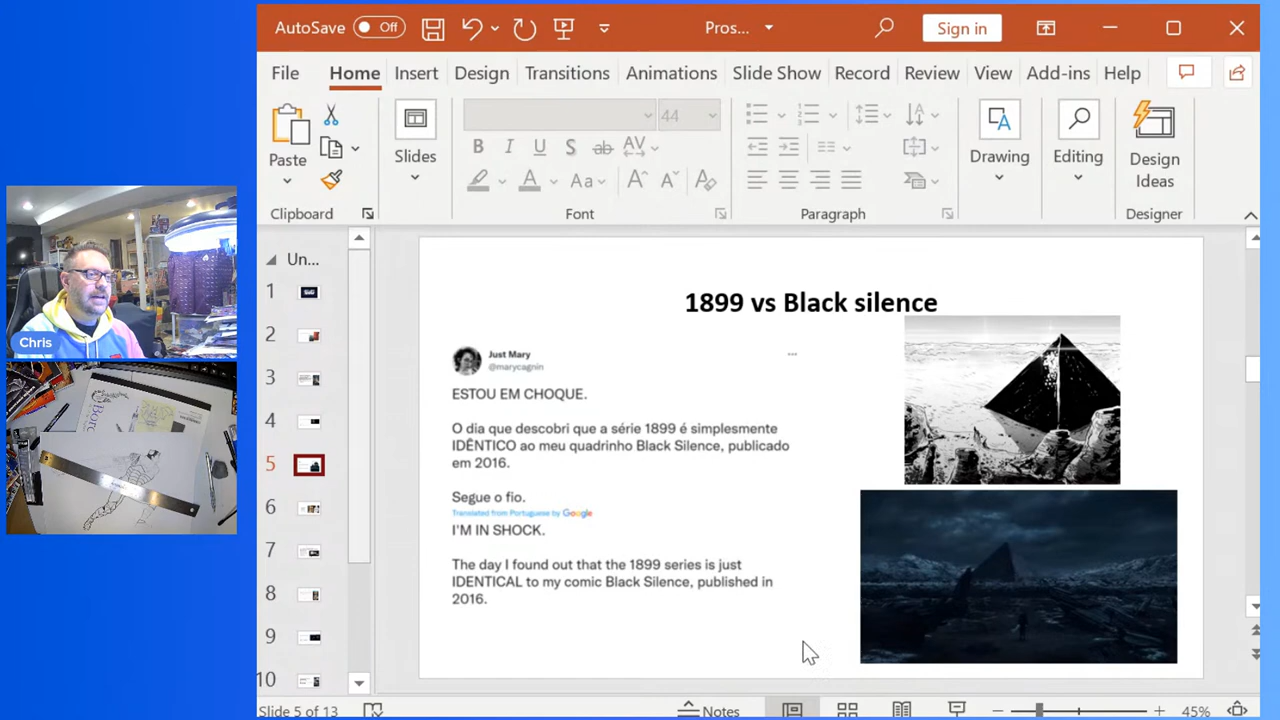 AutoSave Off Pros... Sign in
File Home Insert Design Transitions Animations Slide Show Record Review View Add-ins Help
44
Paste Slides Drawing Editing Design Ideas
Clipboard Font Paragraph Designer
Un...
1
2
3
4
5
6
7
8
9
10
Chris
1899 vs Black silence
Just Mary
@marycagnin
ESTOU EM CHOQUE.
O dia que descobri que a série 1899 é simplesmente
IDÊNTICO ao meu quadrinho Black Silence, publicado
em 2016.
Segue o fio.
Translated from Portuguese by Google
I'M IN SHOCK.
The day I found out that the 1899 series is just
IDENTICAL to my comic Black Silence, published in
2016.
Slide 5 of 13 Notes 45%